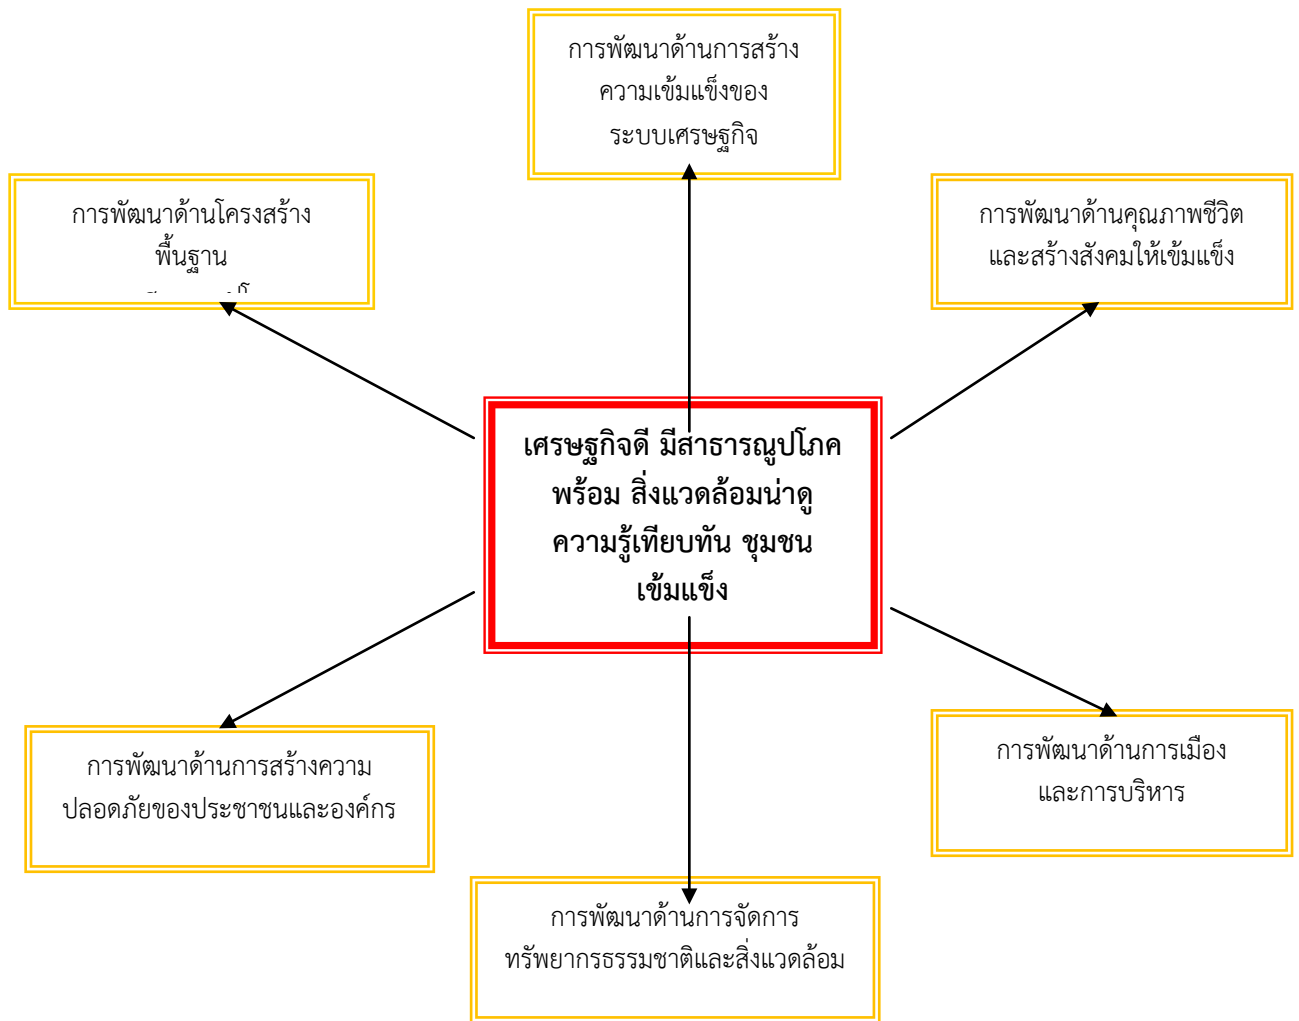 การพัฒนาด้านการสร้าง
ความเข้มแข็งของ
ระบบเศรษฐกิจ
การพัฒนาด้านโครงสร้าง
พื้นฐาน
การพัฒนาด้านคุณภาพชีวิต
และสร้างสังคมให้เข้มแข็ง
เศรษฐกิจดี มีสาธารณูปโภค
พร้อม สิ่งแวดล้อมน่าดู
ความรู้เทียบทัน ชุมชน
เข้มแข็ง
การพัฒนาด้านการสร้างความ
ปลอดภัยของประชาชนและองค์กร
การพัฒนาด้านการเมือง
และการบริหาร
การพัฒนาด้านการจัดการ
ทรัพยากรธรรมชาติและสิ่งแวดล้อม